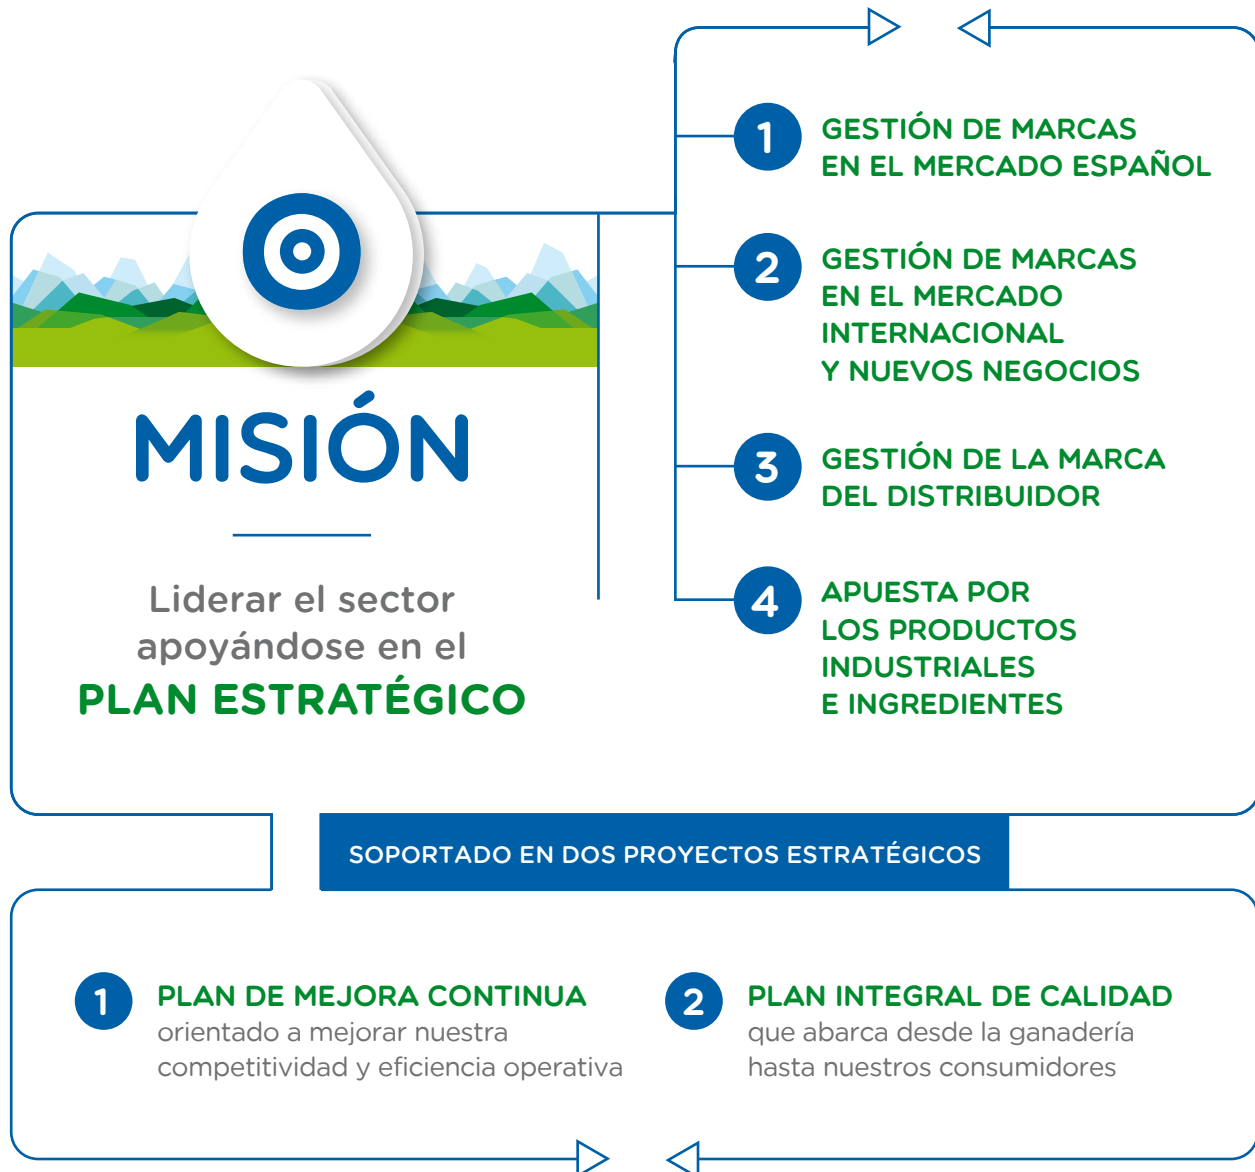 MISIÓN
Liderar el sector
apoyándose en el
PLAN ESTRATÉGICO
1
GESTIÓN DE MARCAS
EN EL MERCADO ESPAÑOL
2
GESTIÓN DE MARCAS
EN EL MERCADO
INTERNACIONAL
Y NUEVOS NEGOCIOS
3
GESTIÓN DE LA MARCA
DEL DISTRIBUIDOR
4
APUESTA POR
LOS PRODUCTOS
INDUSTRIALES
E INGREDIENTES
SOPORTADO EN DOS PROYECTOS ESTRATÉGICOS
1
PLAN DE MEJORA CONTINUA
orientado a mejorar nuestra
competitividad y eficiencia operativa
2
PLAN INTEGRAL DE CALIDAD
que abarca desde la ganadería
hasta nuestros consumidores